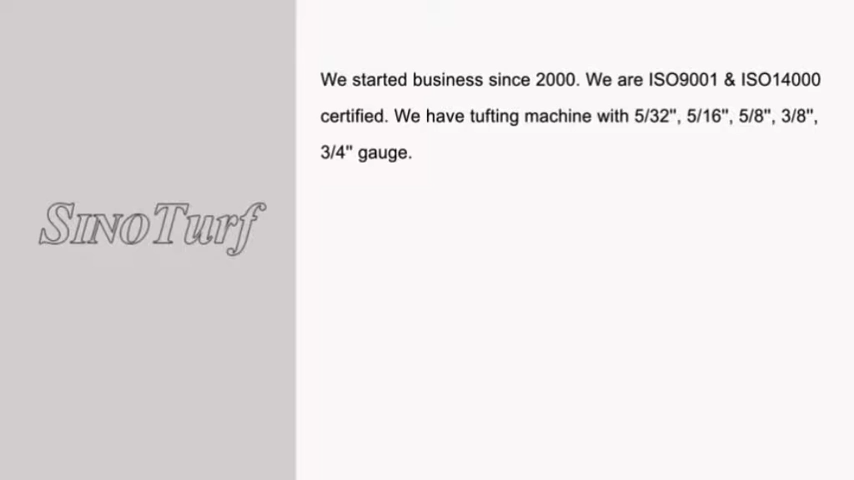 We started business since 2000. We are ISO9001 & ISO14000
certified. We have tufting machine with 5/32", 5/16", 5/8", 3/8",
3/4" gauge.
SINOTurf